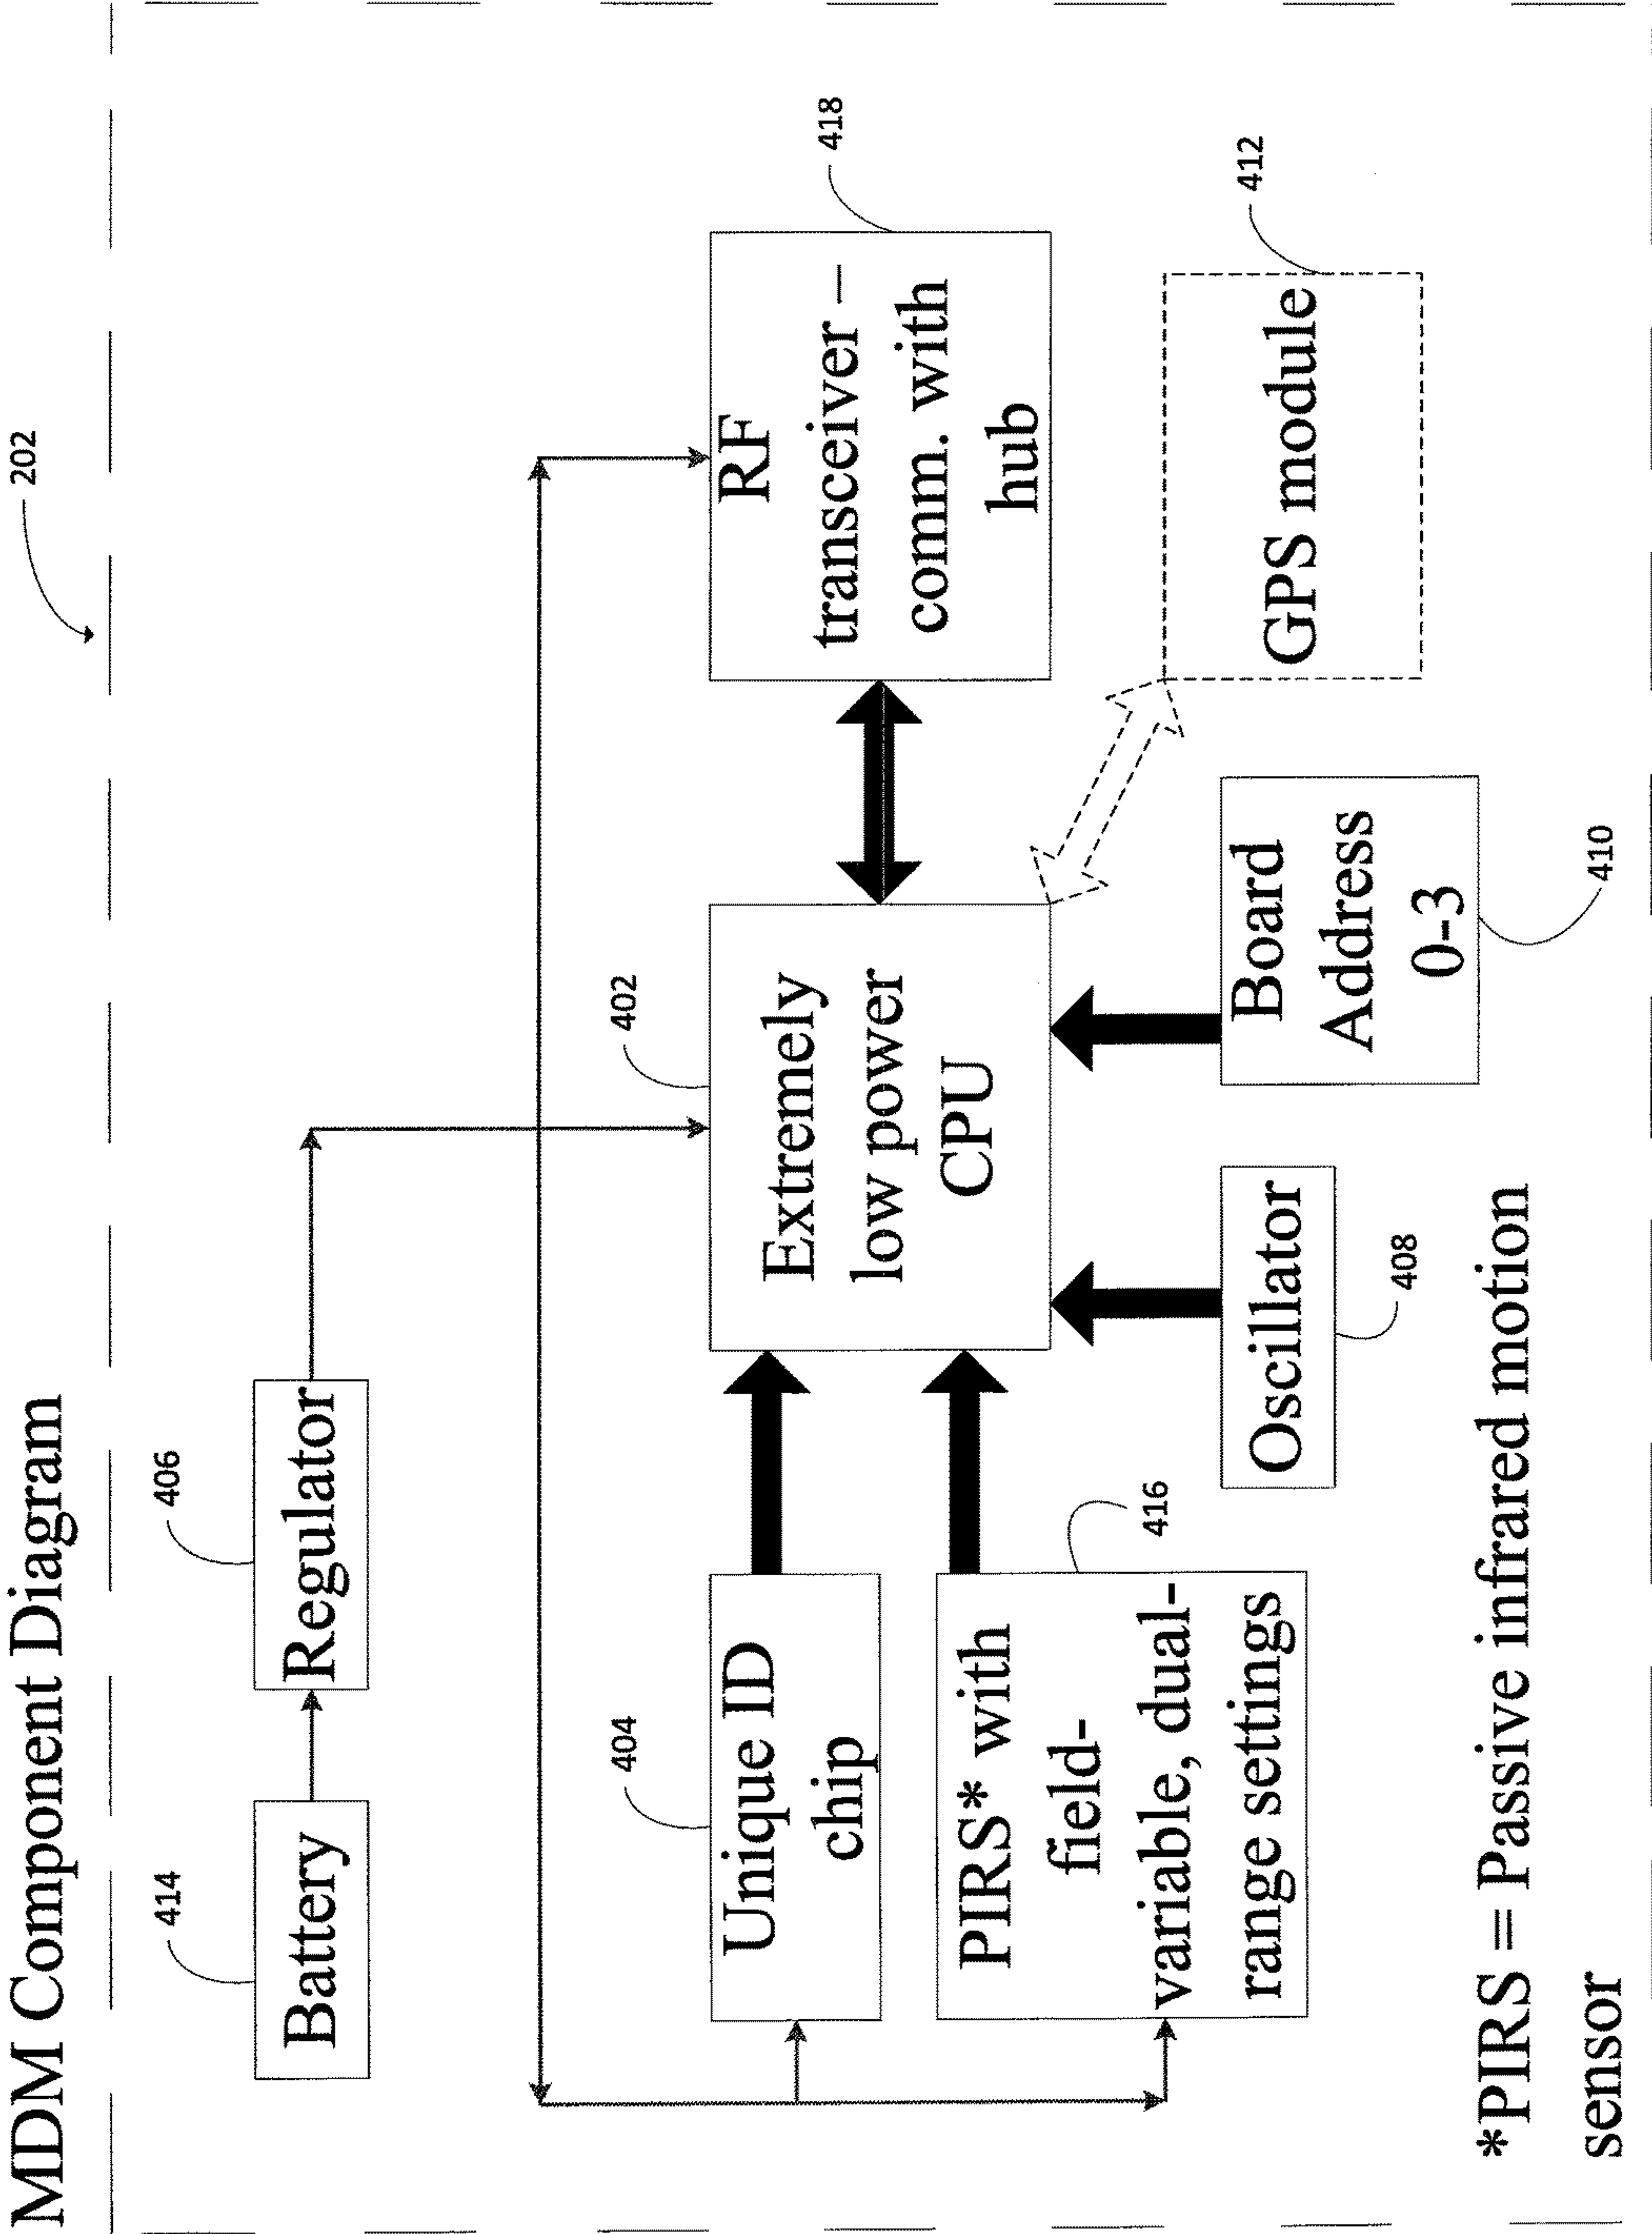 MDM Component Diagram
202
414
Battery
406
Regulator
404
Unique ID
chip
402
Extremely
low power
CPU
418
RF
transceiver –
comm. with
hub
PIRS* with
field-
variable, dual-
range settings
416
Oscillator
408
Board
Address
0-3
410
GPS module
412
*PIRS = Passive infrared motion
sensor